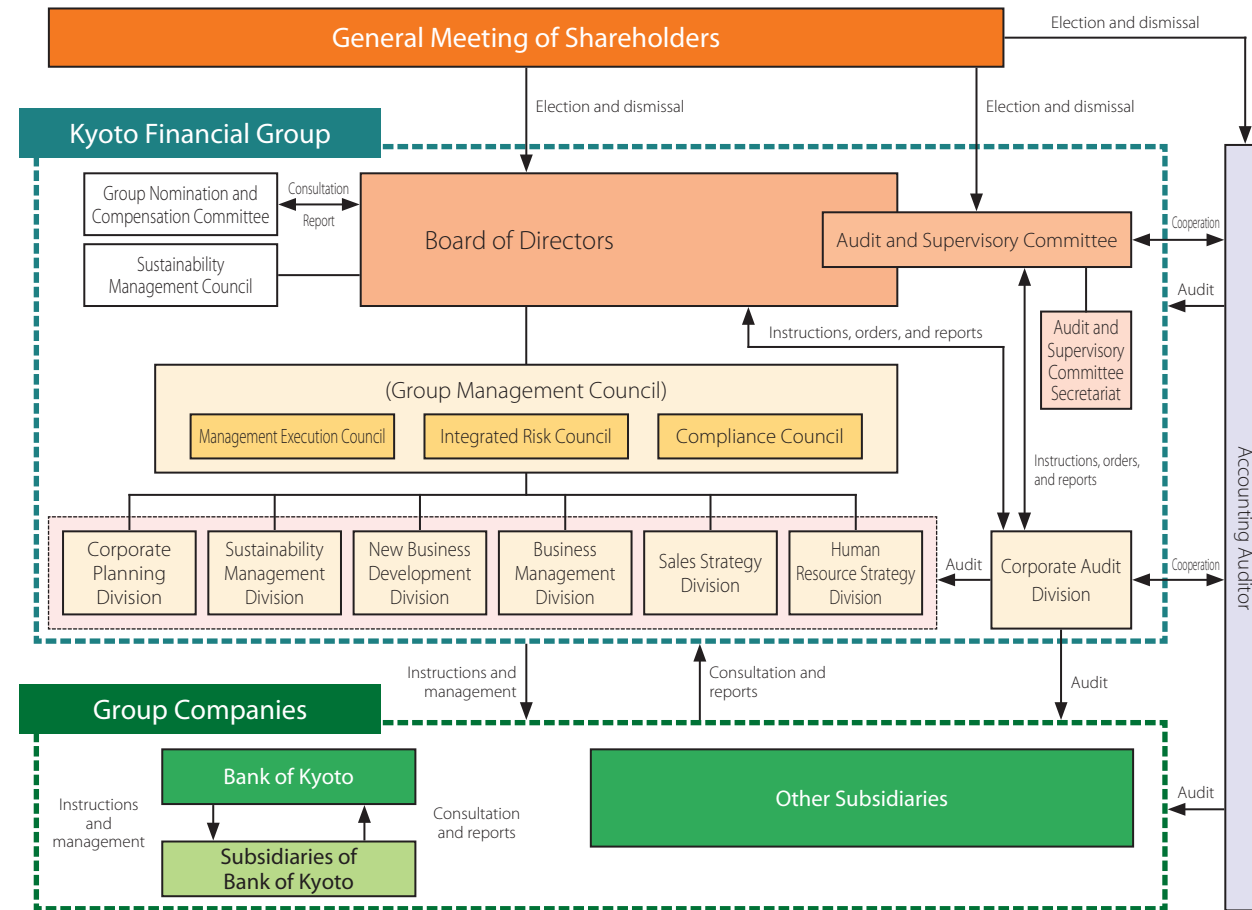 General Meeting of Shareholders
Election and dismissal
Election and dismissal
Election and dismissal
Kyoto Financial Group
Group Nomination and
Compensation Committee
Consultation
Report
Board of Directors
Audit and Supervisory Committee
Cooperation
Sustainability
Management Council
Audit
Instructions, orders, and reports
Audit and
Supervisory
Committee
Secretariat
(Group Management Council)
Management Execution Council
Integrated Risk Council
Compliance Council
Instructions, orders,
and reports
Accounting Auditor
Corporate
Planning
Division
Sustainability
Management
Division
New Business
Development
Division
Business
Management
Division
Sales Strategy
Division
Human
Resource Strategy
Division
Audit
Corporate Audit
Division
Cooperation
Instructions and
management
Consultation and
reports
Audit
Group Companies
Bank of Kyoto
Other Subsidiaries
Instructions
and
management
Consultation
and reports
Audit
Subsidiaries of
Bank of Kyoto